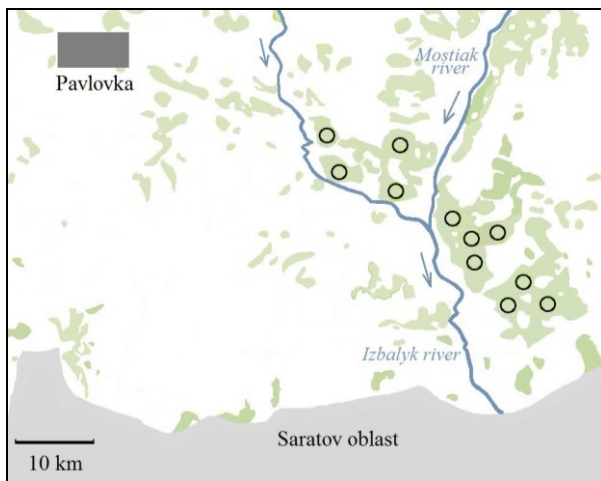 Mostiak
river
Pavlovka
Izbalyk river
Saratov oblast
10 km